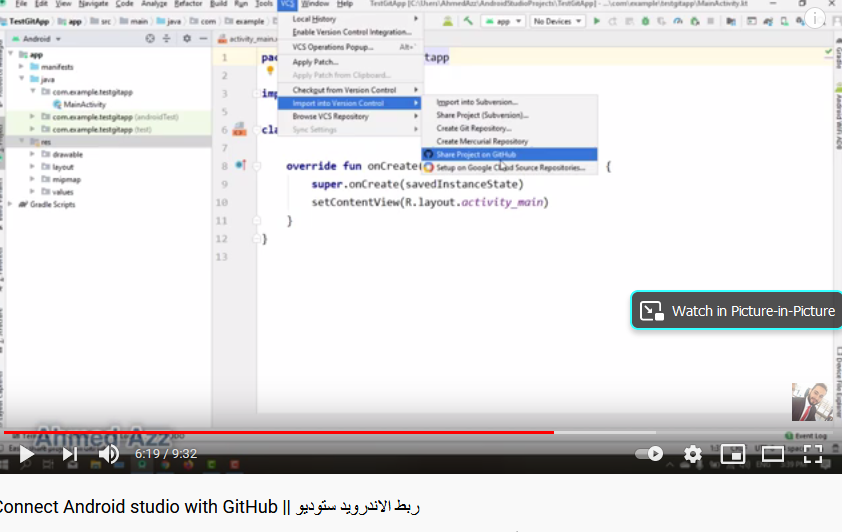 File Edit View Navigate Code Analyze Refactor Build Run Tools VCS Window Help TestGitApp [C:\Users\AhmedAzz\AndroidStudioProjects\TestGitApp] - ...\com\example\testgitapp\MainActivity.kt
TestGitApp app src main java com example
app No Devices
Android
activity_main.
app
manifests
java
com.example.testgitapp
MainActivity
com.example.testgitapp (androidTest)
com.example.testgitapp (test)
res
drawable
layout
mipmap
values
Gradle Scripts
Local History
Enable Version Control Integration...
VCS Operations Popup... Alt+`
Apply Patch...
Apply Patch from Clipboard...
Checkout from Version Control
Import into Version Control
Browse VCS Repository
Sync Settings
Import into Subversion...
Share Project (Subversion)...
Create Git Repository...
Create Mercurial Repository
Share Project on GitHub
Setup on Google Cloud Source Repositories...
1 pac tapp
2
3 imp
5
6 cla
7
8 override fun onCreate( {
9 super.onCreate(savedInstanceState)
10 setContentView(R.layout.activity_main)
11 }
12 }
13
Gradle
Device File Explorer
Watch in Picture-in-Picture
Ahmed Azz
Event Log
6:19 / 9:32
Connect Android studio with GitHub || ربط الاندرويد ستوديو